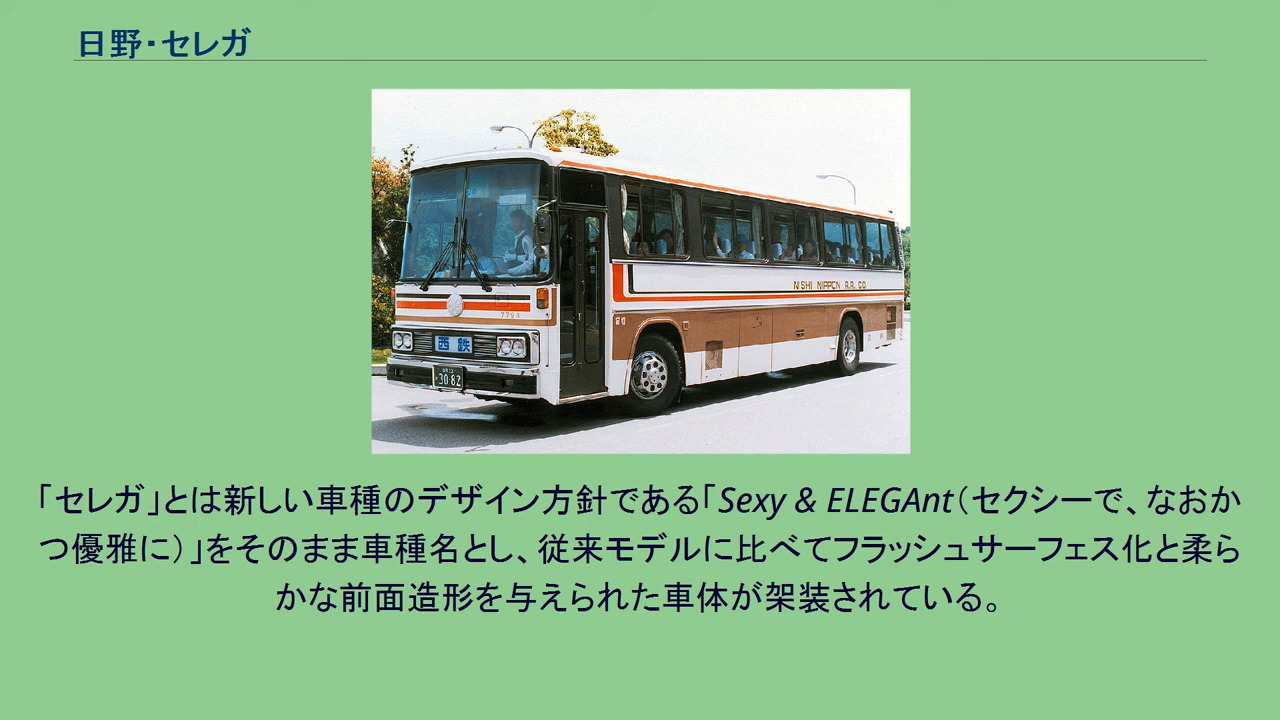 日野・セレガ
NISHI NIPPON R.R. CO.
7794
西鉄
30-82
「セレガ」とは新しい車種のデザイン方針である「Sexy & ELEGAnt（セクシーで、なおか
つ優雅に）」をそのまま車種名とし、従来モデルに比べてフラッシュサーフェス化と柔ら
かな前面造形を与えられた車体が架装されている。